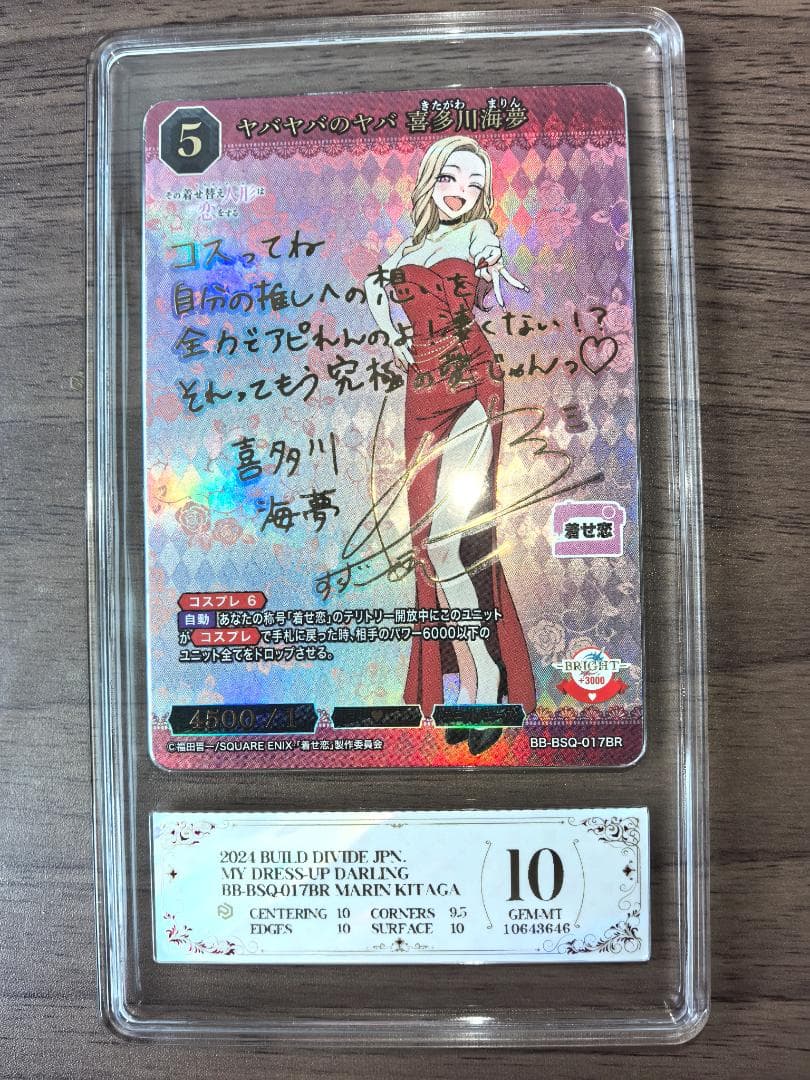 5
ヤバヤバのヤバ 喜多川海夢
きたがわ まりん
その着せ替え人形は
恋をする
コスってね
自分の推しへの想いを
全力でアピれんのよ!凄くない!?
それってもう究極の愛じゃんっ♡
喜多川
海夢
着せ恋
コスプレ 6
自動 あなたの称号「着せ恋」のテリトリー開放中にこのユニット
が コスプレ で手札に戻った時、相手のパワー6000以下の
ユニット全てをドロップさせる。
BRIGHT
+3000
4500 / 1
©福田晋一/SQUARE ENIX・「着せ恋」製作委員会
BB-BSQ-017BR
2024 BUILD DIVIDE JPN.
MY DRESS-UP DARLING
BB-BSQ-017BR MARIN KITAGA
CENTERING 10 CORNERS 9.5
EDGES 10 SURFACE 10
10
GEM-MT
10643646